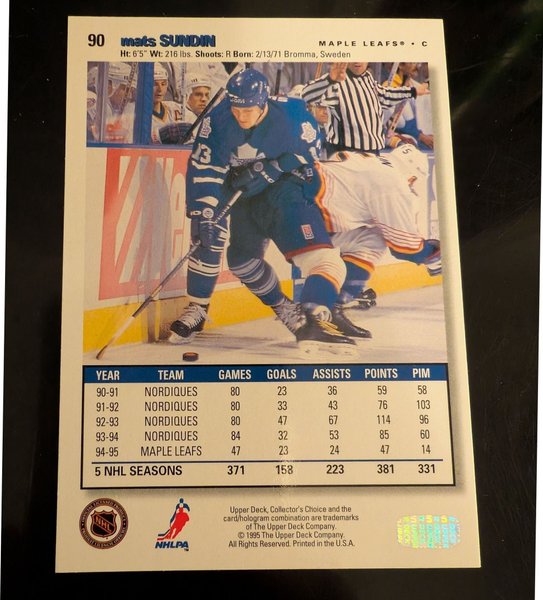 90 mats SUNDIN MAPLE LEAFS® • C
Ht: 6'5" Wt: 216 lbs. Shoots: R Born: 2/13/71 Bromma, Sweden
13
YEAR TEAM GAMES GOALS ASSISTS POINTS PIM
90-91 NORDIQUES 80 23 36 59 58
91-92 NORDIQUES 80 33 43 76 103
92-93 NORDIQUES 80 47 67 114 96
93-94 NORDIQUES 84 32 53 85 60
94-95 MAPLE LEAFS 47 23 24 47 14
5 NHL SEASONS 371 158 223 381 331
NHL
NHLPA
Upper Deck, Collector's Choice and the
card/hologram combination are trademarks
of The Upper Deck Company.
© 1995 The Upper Deck Company.
All Rights Reserved. Printed in the U.S.A.